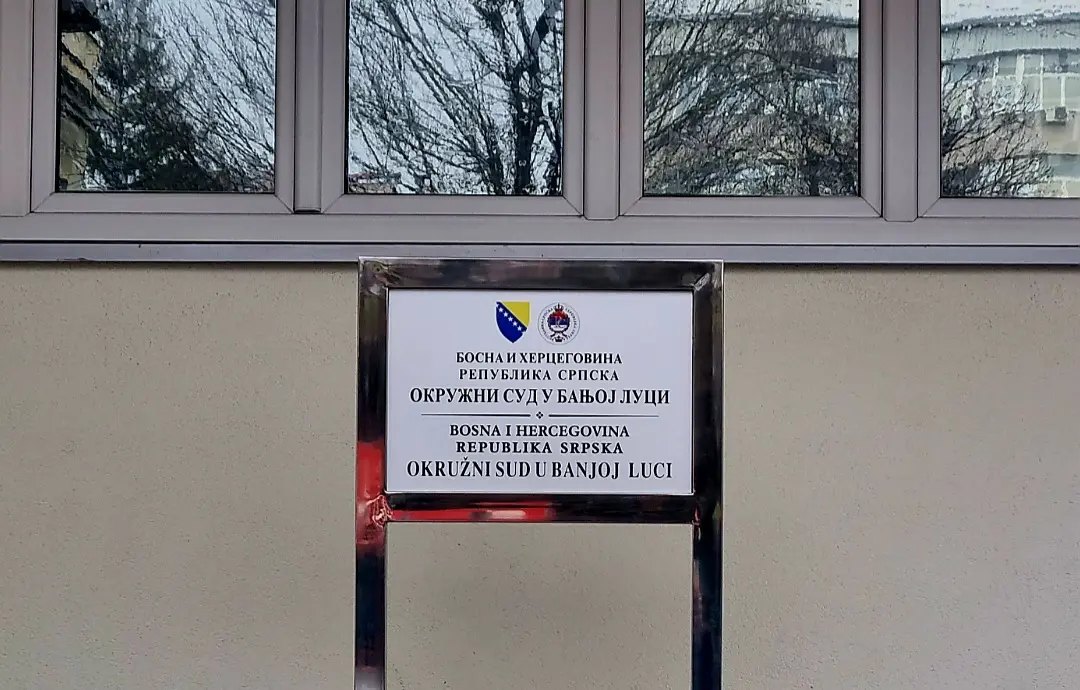 БОСНА И ХЕРЦЕГОВИНА
РЕПУБЛИКА СРПСКА
ОКРУЖНИ СУД У БАЊОЈ ЛУЦИ
BOSNA I HERCEGOVINA
REPUBLIKA SRPSKA
OKRUŽNI SUD U BANJOJ LUCI